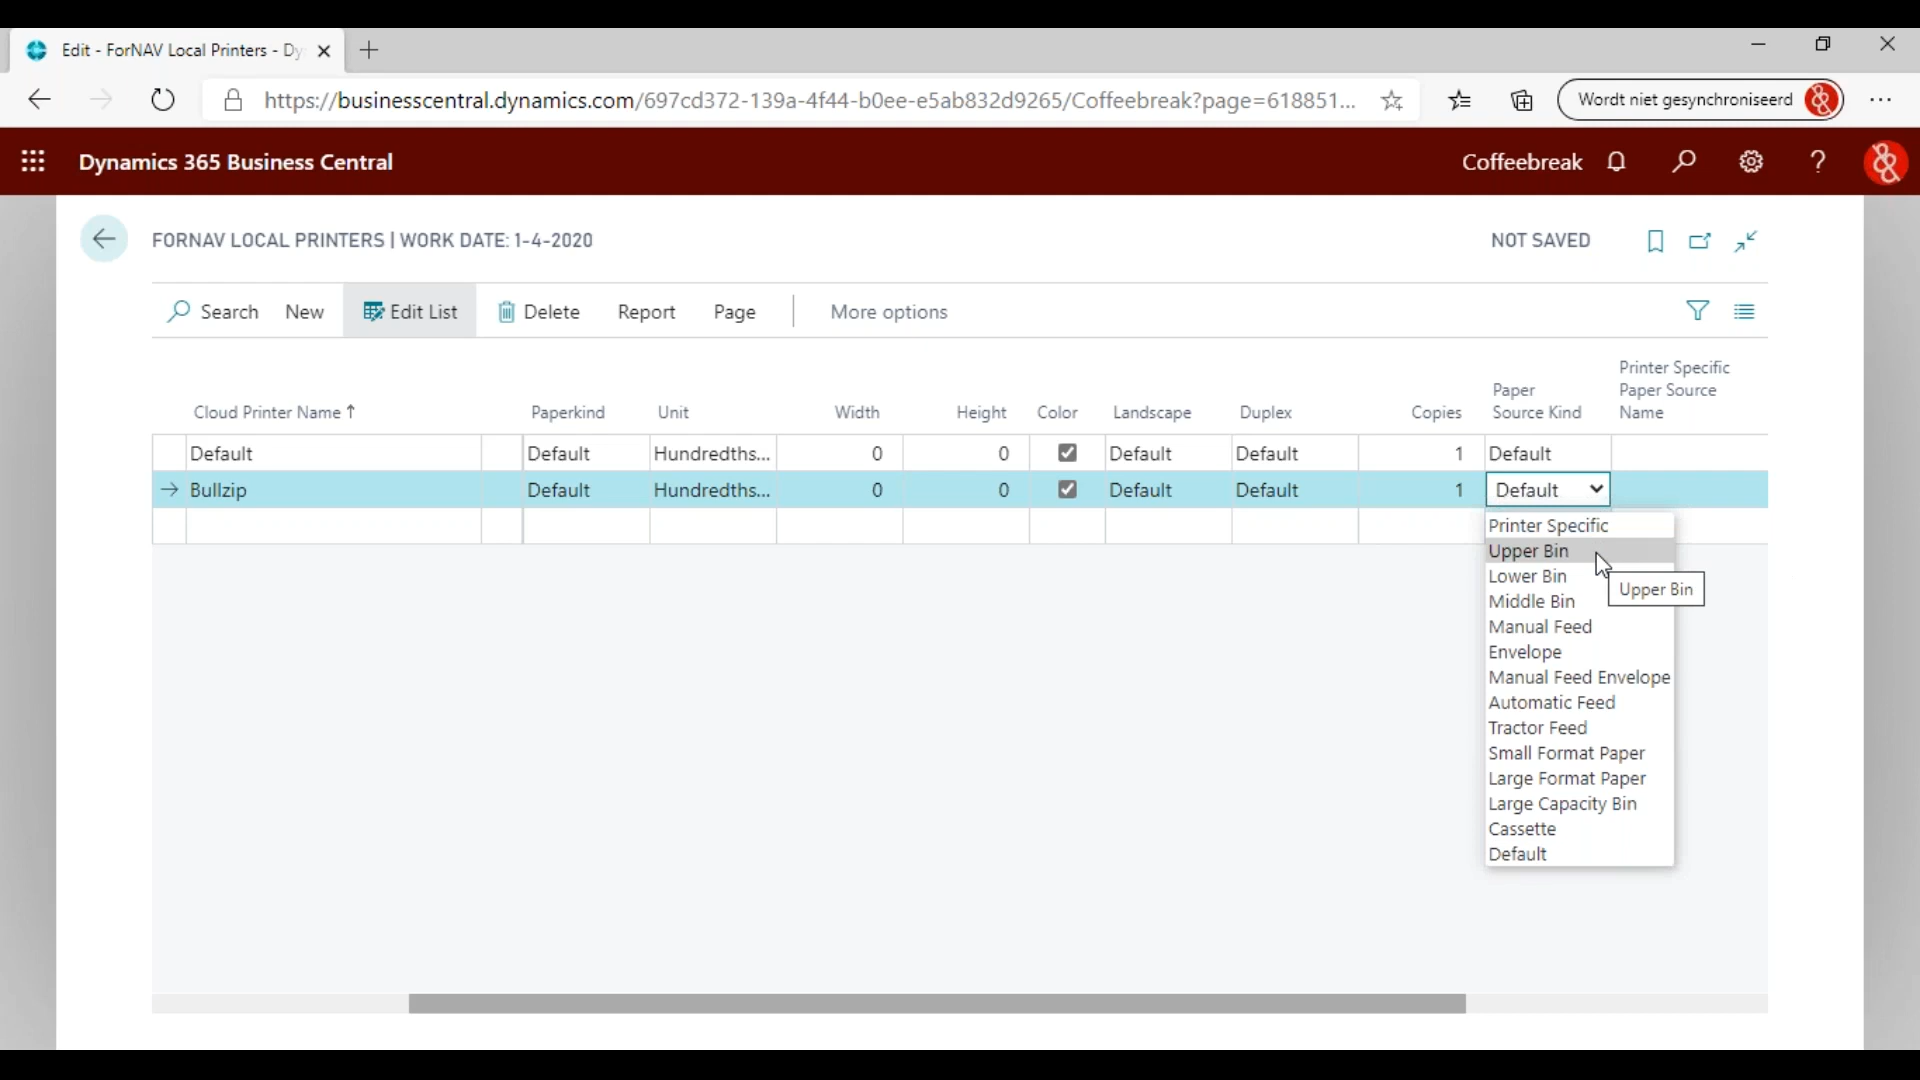 Edit - ForNAV Local Printers - Dy
https://businesscentral.dynamics.com/697cd372-139a-4f44-b0ee-e5ab832d9265/Coffeebreak?page=618851...
Wordt niet gesynchroniseerd
Dynamics 365 Business Central
Coffeebreak
FORNAV LOCAL PRINTERS | WORK DATE: 1-4-2020
NOT SAVED
Search New Edit List Delete Report Page More options
Cloud Printer Name ↑ Paperkind Unit Width Height Color Landscape Duplex Copies Paper Source Kind Printer Specific Paper Source Name
Default Default Hundredths... 0 0 Default Default 1 Default
→ Bullzip Default Hundredths... 0 0 Default Default 1 Default
Printer Specific
Upper Bin
Lower Bin
Upper Bin
Middle Bin
Manual Feed
Envelope
Manual Feed Envelope
Automatic Feed
Tractor Feed
Small Format Paper
Large Format Paper
Large Capacity Bin
Cassette
Default